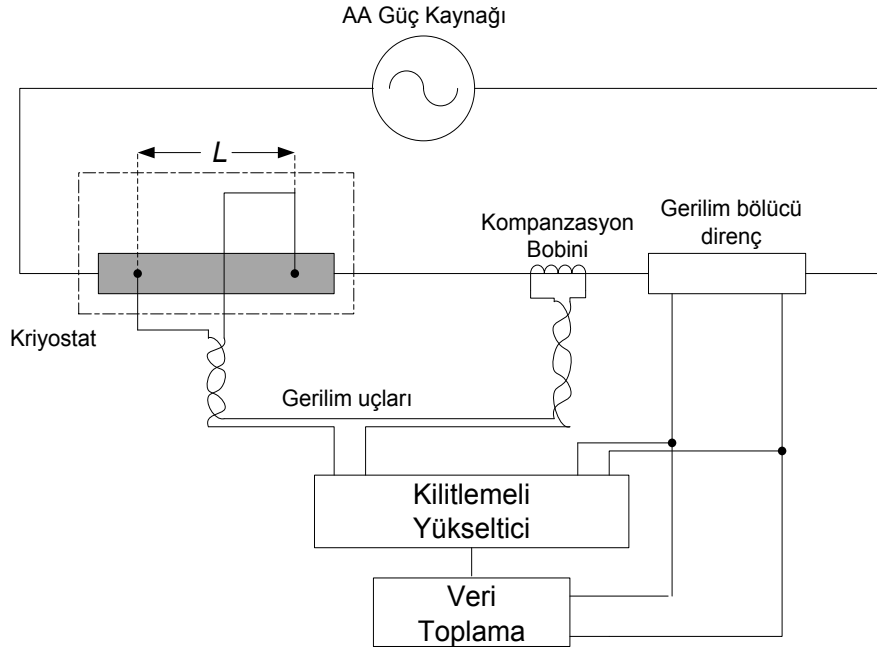 AA Güç Kaynağı
L
Kompanzasyon
Bobini
Gerilim bölücü
direnç
Kriyostat
Gerilim uçları
Kilitlemeli
Yükseltici
Veri
Toplama